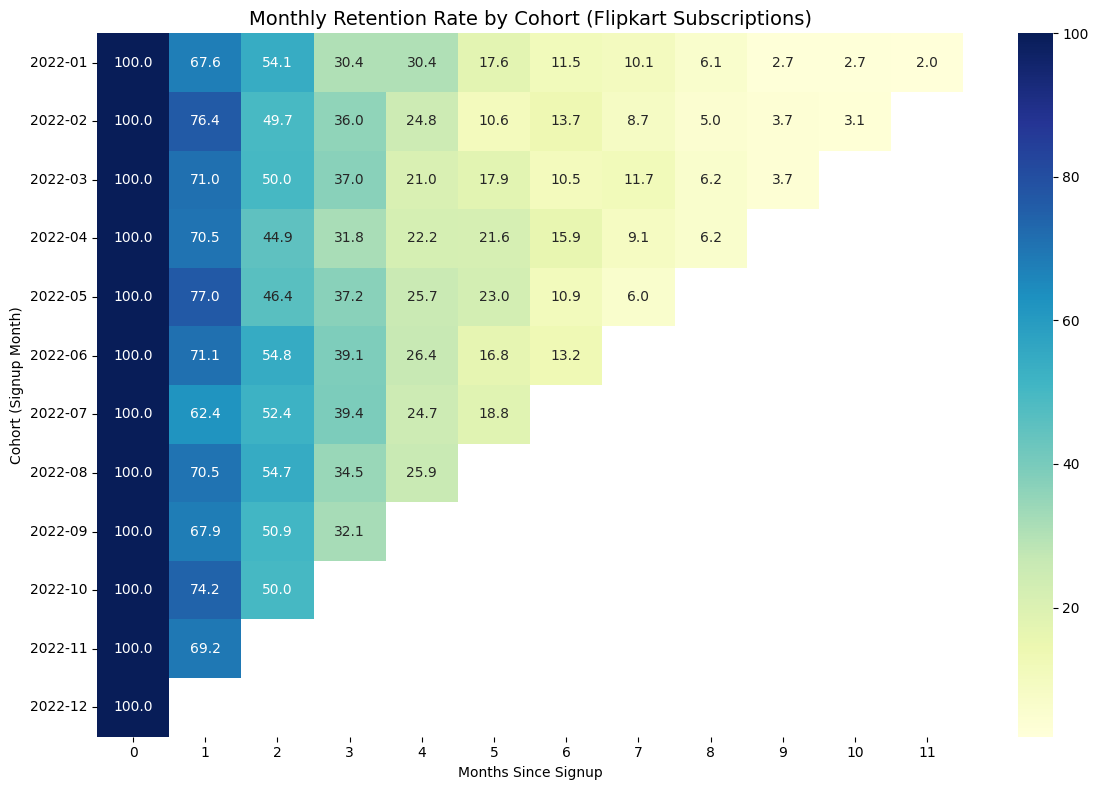 Monthly Retention Rate by Cohort (Flipkart Subscriptions)
Cohort (Signup Month)
2022-01 100.0 67.6 54.1 30.4 30.4 17.6 11.5 10.1 6.1 2.7 2.7 2.0
2022-02 100.0 76.4 49.7 36.0 24.8 10.6 13.7 8.7 5.0 3.7 3.1
2022-03 100.0 71.0 50.0 37.0 21.0 17.9 10.5 11.7 6.2 3.7
2022-04 100.0 70.5 44.9 31.8 22.2 21.6 15.9 9.1 6.2
2022-05 100.0 77.0 46.4 37.2 25.7 23.0 10.9 6.0
2022-06 100.0 71.1 54.8 39.1 26.4 16.8 13.2
2022-07 100.0 62.4 52.4 39.4 24.7 18.8
2022-08 100.0 70.5 54.7 34.5 25.9
2022-09 100.0 67.9 50.9 32.1
2022-10 100.0 74.2 50.0
2022-11 100.0 69.2
2022-12 100.0
0 1 2 3 4 5 6 7 8 9 10 11
Months Since Signup
100
80
60
40
20